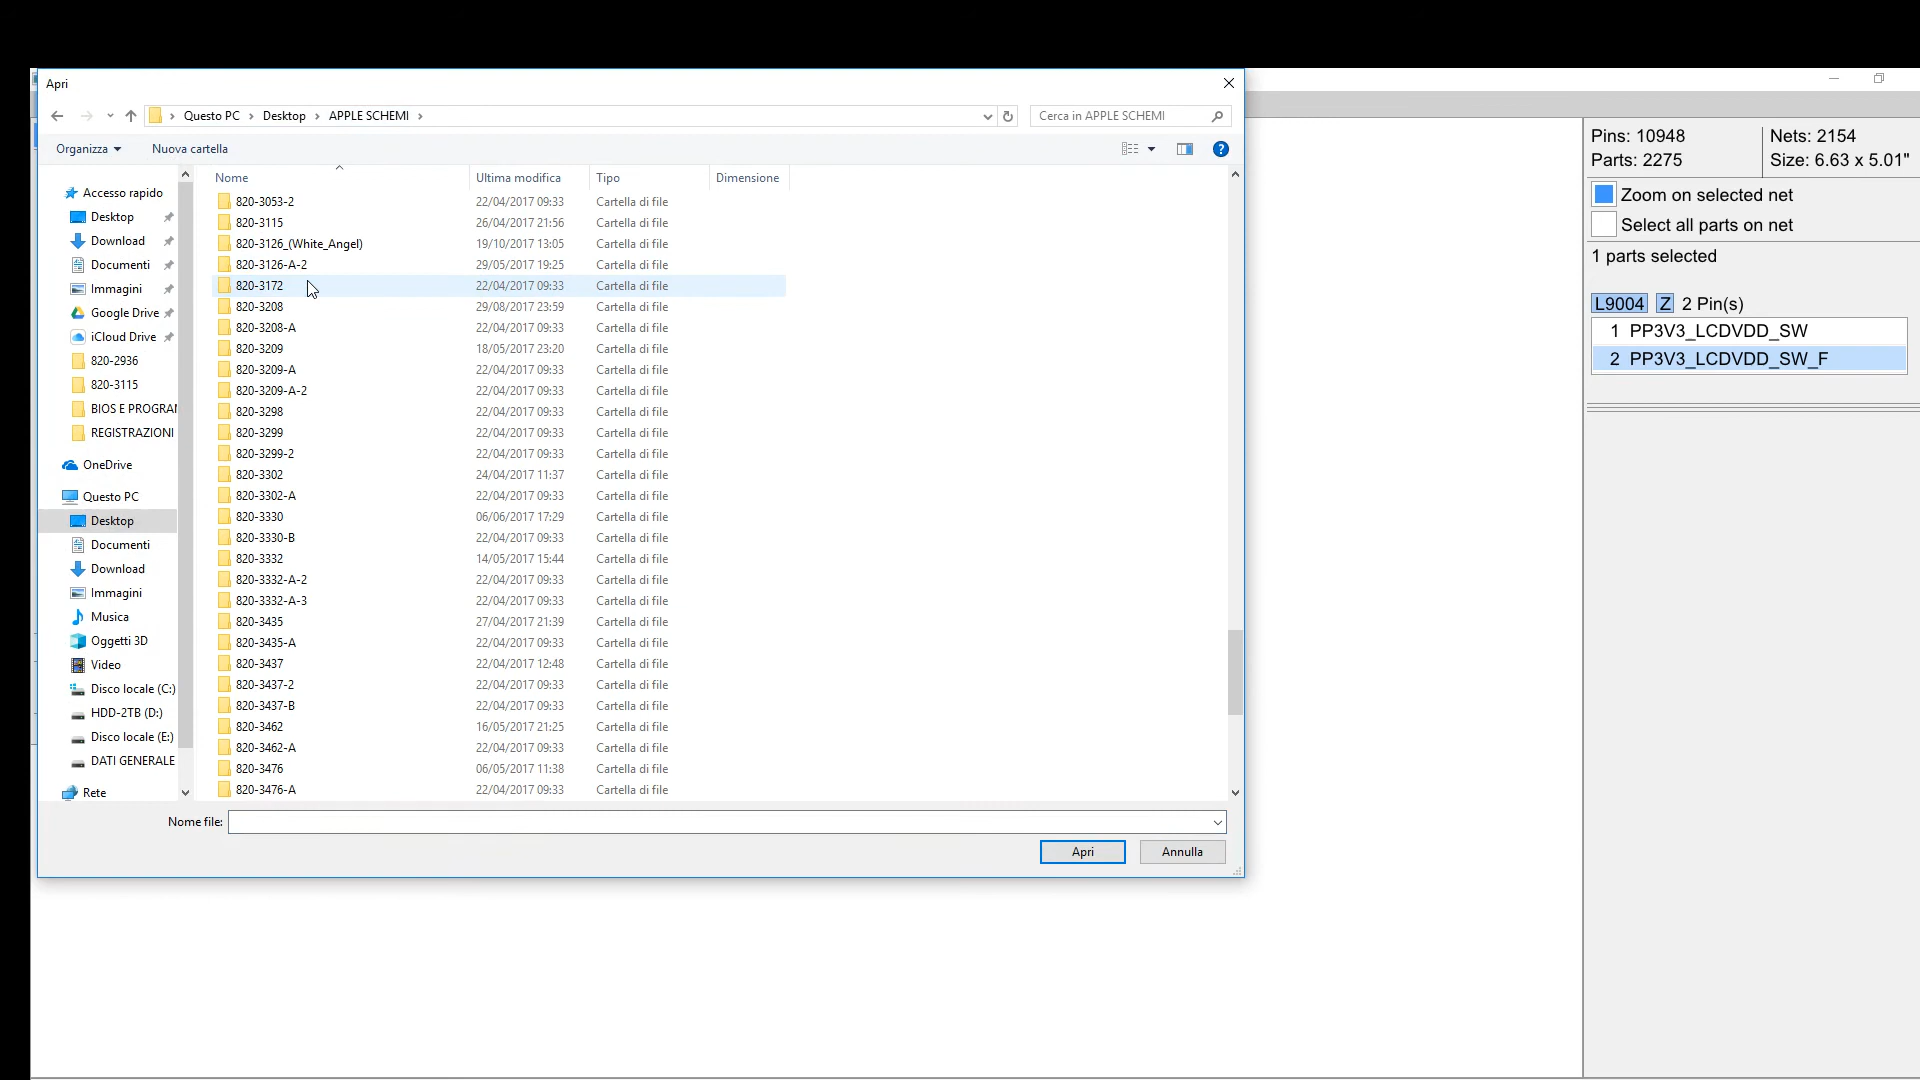 Apri
Questo PC Desktop APPLE SCHEMI
Cerca in APPLE SCHEMI
Organizza Nuova cartella
Accesso rapido
Desktop
Download
Documenti
Immagini
Google Drive
iCloud Drive
820-2936
820-3115
BIOS E PROGRAM
REGISTRAZIONI
OneDrive
Questo PC
Desktop
Documenti
Download
Immagini
Musica
Oggetti 3D
Video
Disco locale (C:)
HDD-2TB (D:)
Disco locale (E:)
DATI GENERALE
Rete
Nome Ultima modifica Tipo Dimensione
820-3053-2 22/04/2017 09:33 Cartella di file
820-3115 26/04/2017 21:56 Cartella di file
820-3126_(White_Angel) 19/10/2017 13:05 Cartella di file
820-3126-A-2 29/05/2017 19:25 Cartella di file
820-3172 22/04/2017 09:33 Cartella di file
820-3208 29/08/2017 23:59 Cartella di file
820-3208-A 22/04/2017 09:33 Cartella di file
820-3209 18/05/2017 23:20 Cartella di file
820-3209-A 22/04/2017 09:33 Cartella di file
820-3209-A-2 22/04/2017 09:33 Cartella di file
820-3298 22/04/2017 09:33 Cartella di file
820-3299 22/04/2017 09:33 Cartella di file
820-3299-2 22/04/2017 09:33 Cartella di file
820-3302 24/04/2017 11:37 Cartella di file
820-3302-A 22/04/2017 09:33 Cartella di file
820-3330 06/06/2017 17:29 Cartella di file
820-3330-B 22/04/2017 09:33 Cartella di file
820-3332 14/05/2017 15:44 Cartella di file
820-3332-A-2 22/04/2017 09:33 Cartella di file
820-3332-A-3 22/04/2017 09:33 Cartella di file
820-3435 27/04/2017 21:39 Cartella di file
820-3435-A 22/04/2017 09:33 Cartella di file
820-3437 22/04/2017 12:48 Cartella di file
820-3437-2 22/04/2017 09:33 Cartella di file
820-3437-B 22/04/2017 09:33 Cartella di file
820-3462 16/05/2017 21:25 Cartella di file
820-3462-A 22/04/2017 09:33 Cartella di file
820-3476 06/05/2017 11:38 Cartella di file
820-3476-A 22/04/2017 09:33 Cartella di file
Nome file:
Apri Annulla
Pins: 10948 Nets: 2154
Parts: 2275 Size: 6.63 x 5.01"
Zoom on selected net
Select all parts on net
1 parts selected
L9004 Z 2 Pin(s)
1 PP3V3_LCDVDD_SW
2 PP3V3_LCDVDD_SW_F